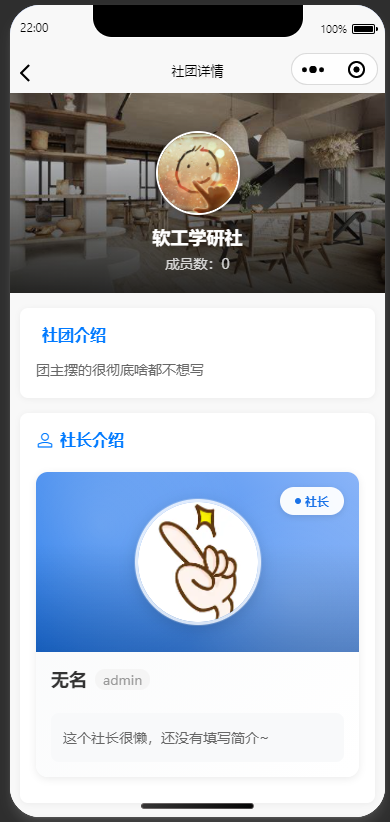 22:00
100%
社团详情
软工学研社
成员数：0
社团介绍
团主摆的很彻底啥都不想写
社长介绍
社长
无名 admin
这个社长很懒，还没有填写简介~